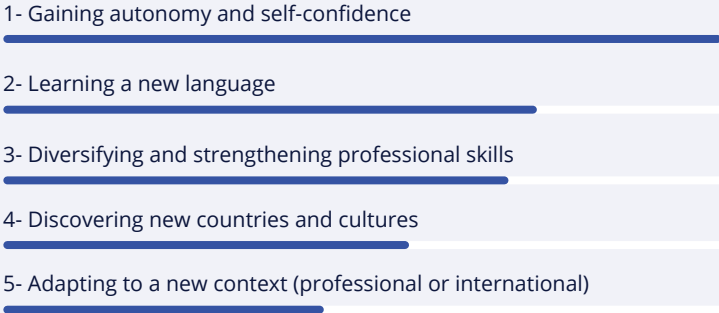 1- Gaining autonomy and self-confidence
2- Learning a new language
3- Diversifying and strengthening professional skills
4- Discovering new countries and cultures
5- Adapting to a new context (professional or international)